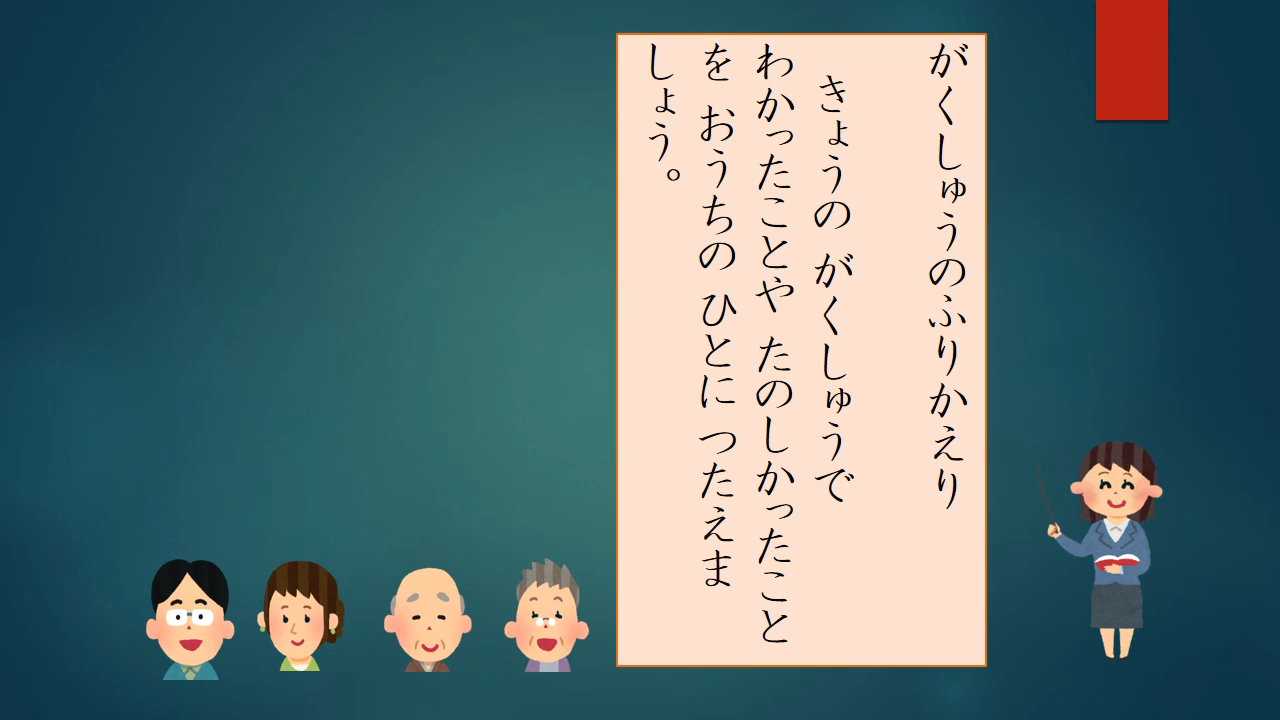 がくしゅうのふりかえり
きょうの がくしゅうで
わかったことや たのしかったこと
を おうちの ひとに つたえま
しょう。